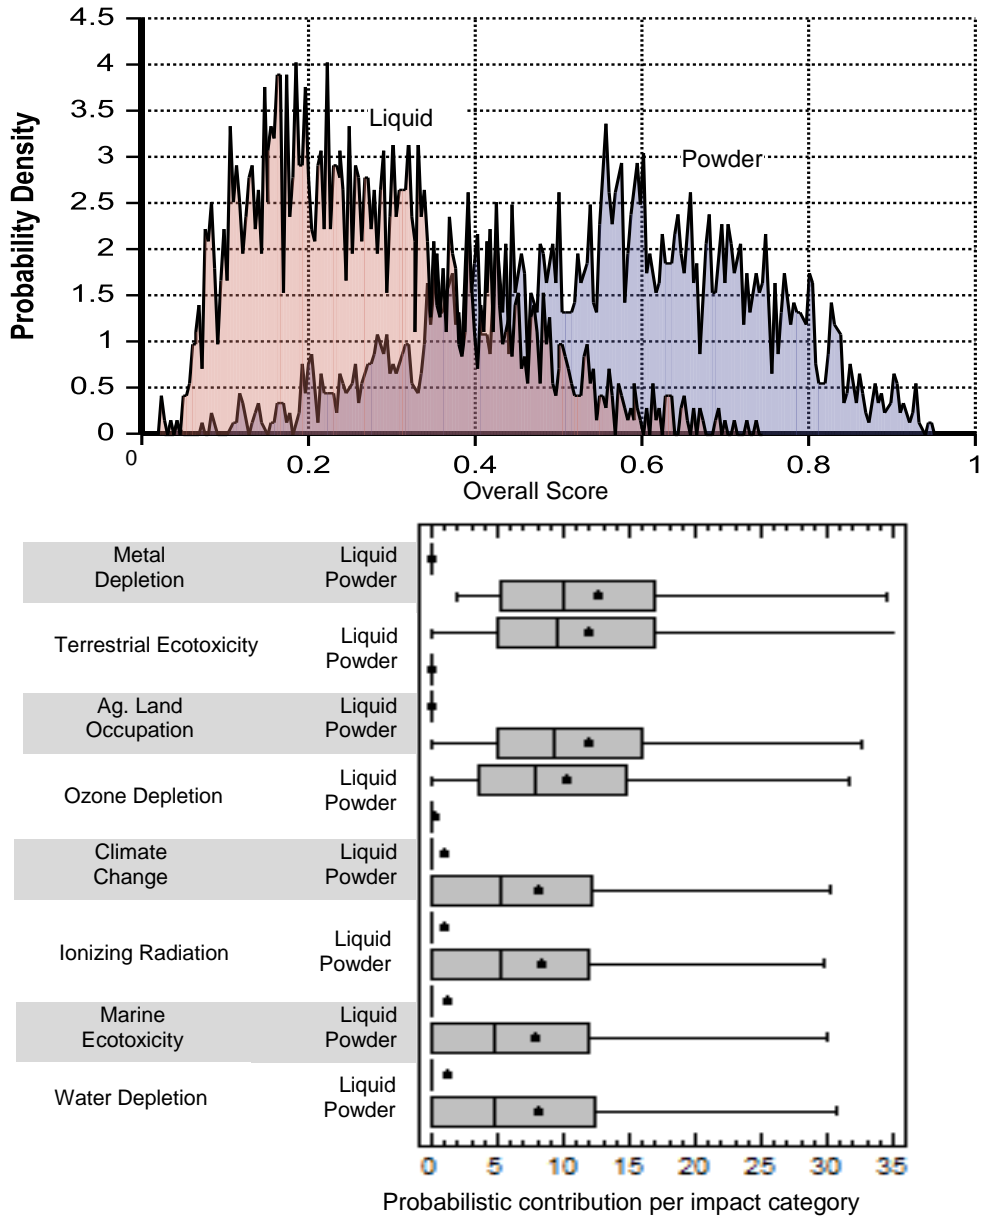 4.5
4
3.5
3
2.5
2
1.5
1
0.5
0
Probability Density
Liquid
Powder
0 0.2 0.4 0.6 0.8 1
Overall Score
Metal
Depletion
Liquid
Powder
Terrestrial Ecotoxicity
Liquid
Powder
Ag. Land
Occupation
Liquid
Powder
Ozone Depletion
Liquid
Powder
Climate
Change
Liquid
Powder
Ionizing Radiation
Liquid
Powder
Marine
Ecotoxicity
Liquid
Powder
Water Depletion
Liquid
Powder
0 5 10 15 20 25 30 35
Probabilistic contribution per impact category